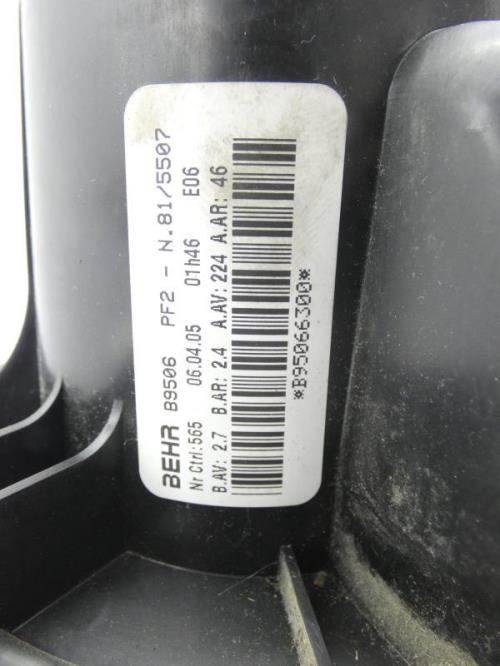 BEHR B9506 PF2 - N.81/5507
Nr Ctrl:565 06.04.05 01h46 E06
B.AV: 2.7 B.AR: 2.4 A.AV: 224 A.AR: 46
*B95066300*